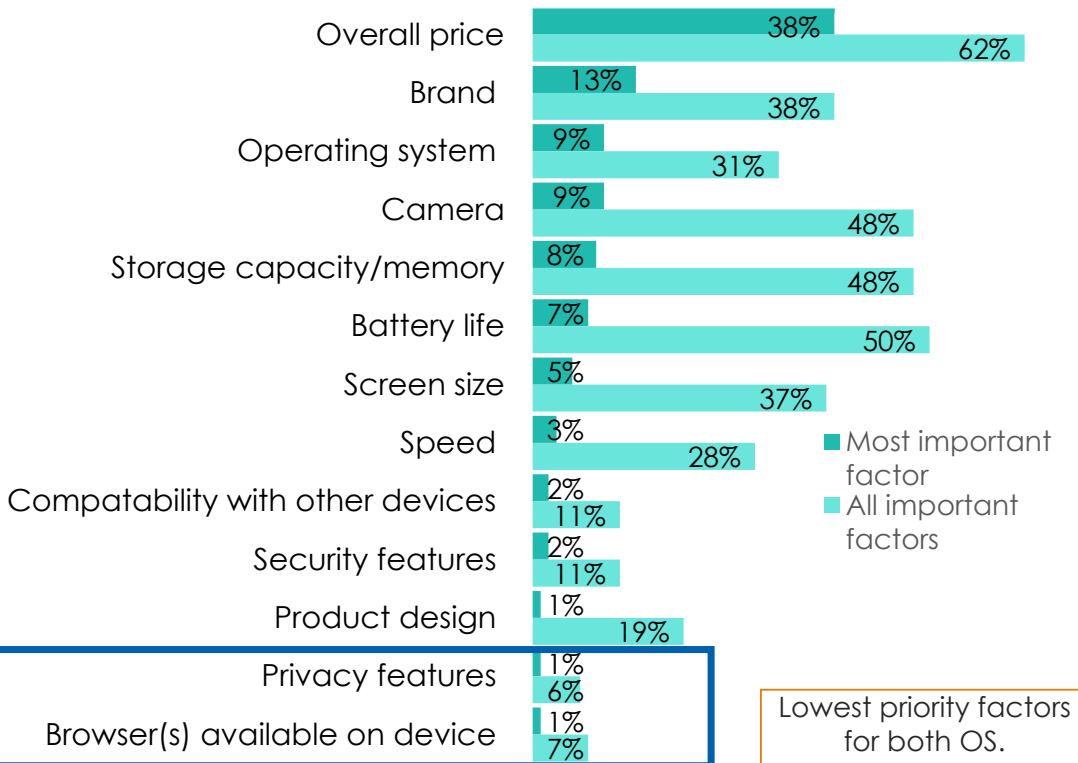 Overall price
38%
62%
Brand
13%
38%
Operating system
9%
31%
Camera
9%
48%
Storage capacity/memory
8%
48%
Battery life
7%
50%
Screen size
5%
37%
Speed
3%
28%
Most important
factor
All important
factors
Compatability with other devices
2%
11%
Security features
2%
11%
Product design
1%
19%
Privacy features
1%
6%
Browser(s) available on device
1%
7%
Lowest priority factors
for both OS.